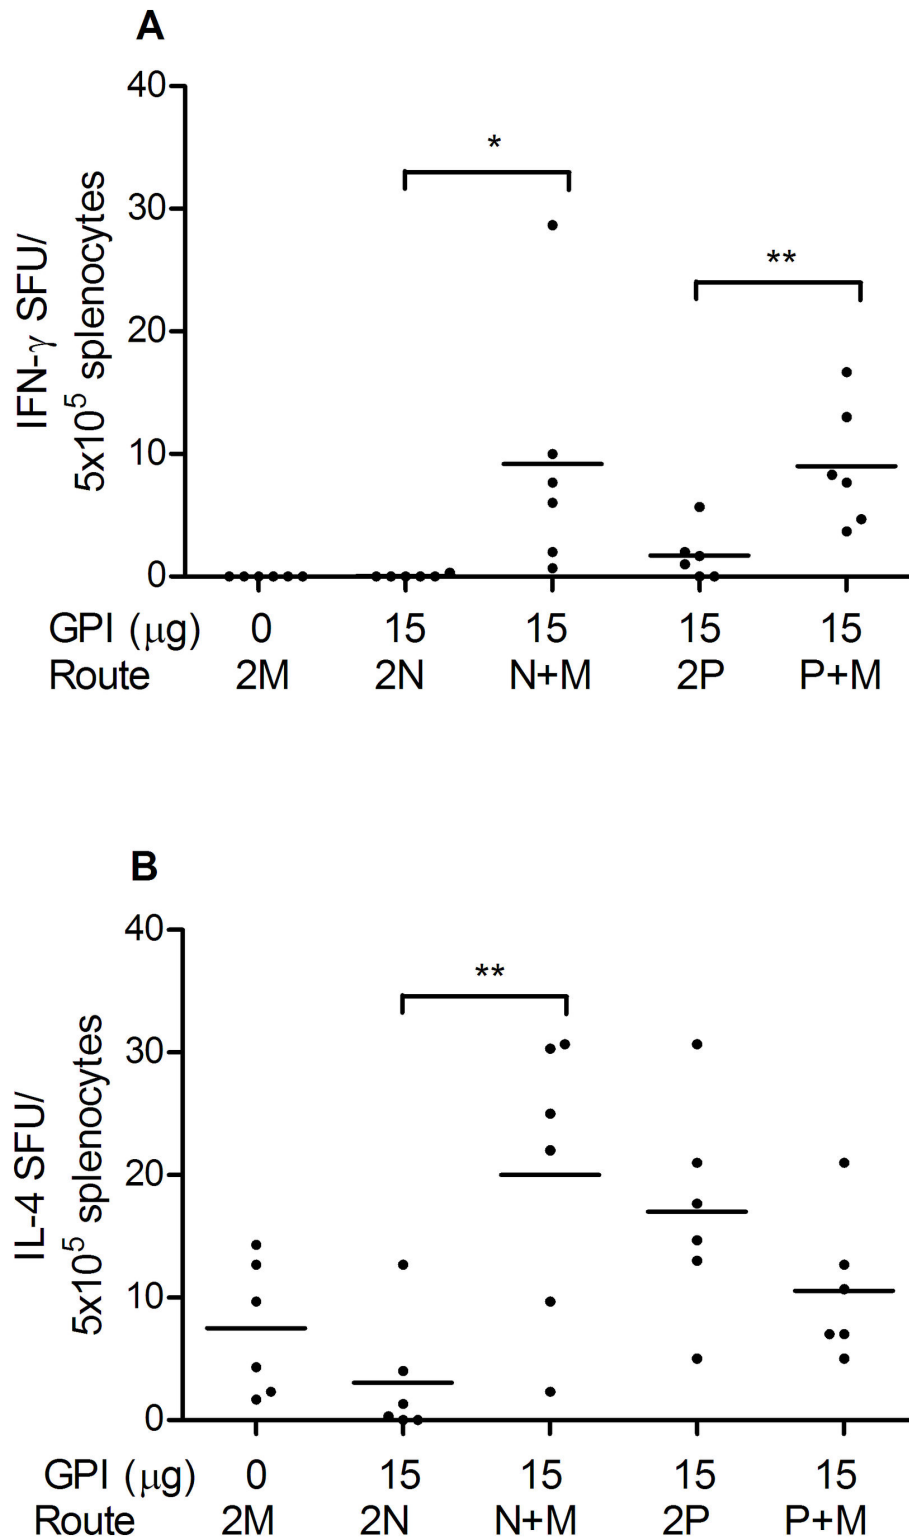 A
40
*
30
**
IFN-γ SFU/
5x10⁵ splenocytes
20
10
0
GPI (μg) 0 15 15 15 15
Route 2M 2N N+M 2P P+M
B
40
**
30
IL-4 SFU/
5x10⁵ splenocytes
20
10
0
GPI (μg) 0 15 15 15 15
Route 2M 2N N+M 2P P+M